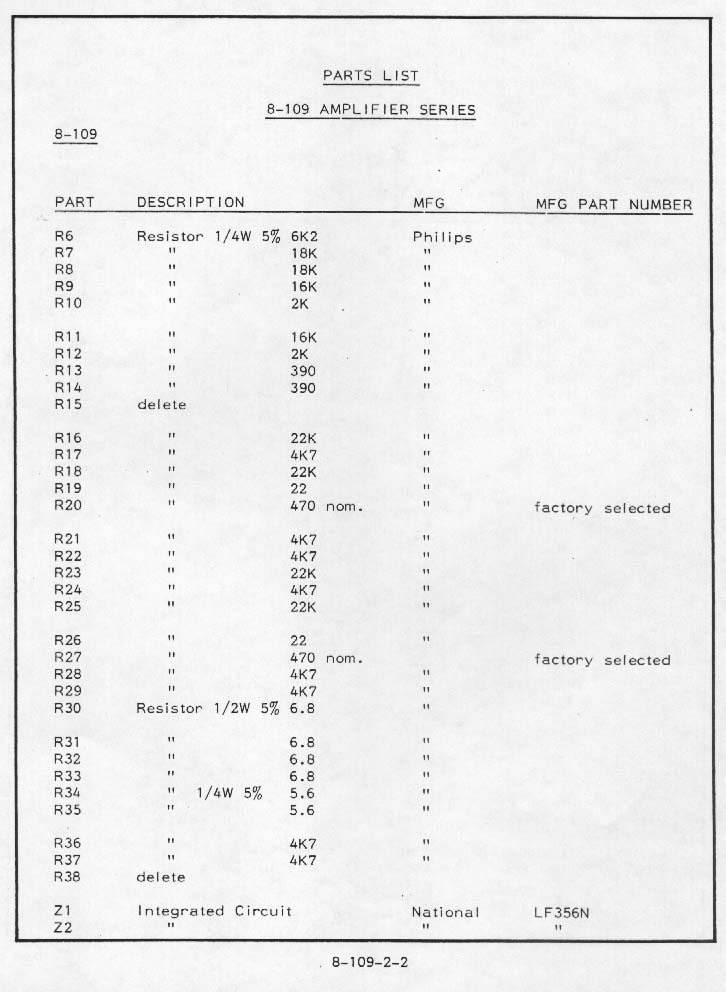 PARTS LIST
8-109 AMPLIFIER SERIES
8-109
PART DESCRIPTION MFG MFG PART NUMBER
R6 Resistor 1/4W 5% 6K2 Philips
R7 " 18K "
R8 " 18K "
R9 " 16K "
R10 " 2K "
R11 " 16K "
R12 " 2K "
R13 " 390 "
R14 " 390 "
R15 delete
R16 " 22K "
R17 " 4K7 "
R18 " 22K "
R19 " 22 "
R20 " 470 nom. " factory selected
R21 " 4K7 "
R22 " 4K7 "
R23 " 22K "
R24 " 4K7 "
R25 " 22K "
R26 " 22 "
R27 " 470 nom. factory selected
R28 " 4K7 "
R29 " 4K7 "
R30 Resistor 1/2W 5% 6.8 "
R31 " 6.8 "
R32 " 6.8 "
R33 " 6.8 "
R34 " 1/4W 5% 5.6 "
R35 " 5.6 "
R36 " 4K7 "
R37 " 4K7 "
R38 delete
Z1 Integrated Circuit National LF356N
Z2 " " "
8-109-2-2